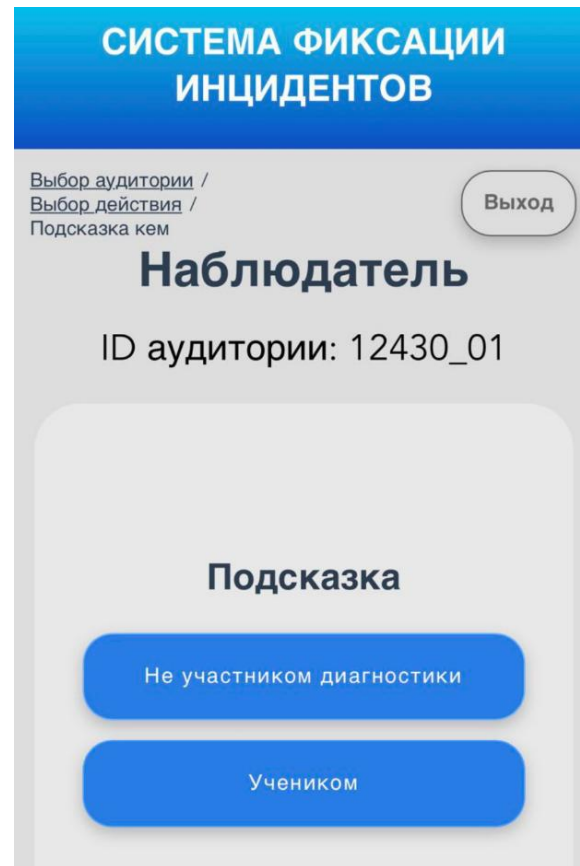 СИСТЕМА ФИКСАЦИИ
ИНЦИДЕНТОВ
Выбор аудитории /
Выбор действия /
Подсказка кем
Выход
Наблюдатель
ID аудитории: 12430_01
Подсказка
Не участником диагностики
Учеником